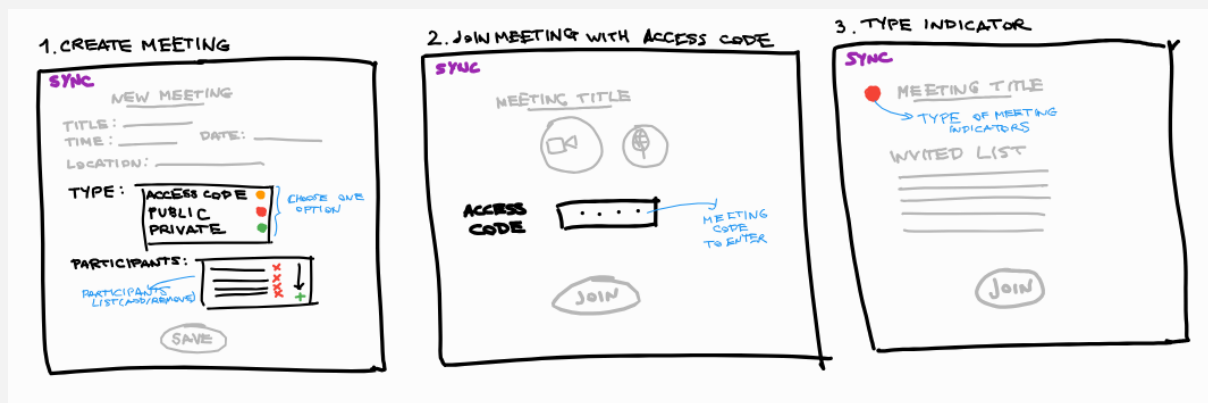 1. CREATE MEETING
SYNC
NEW MEETING
TITLE:
TIME:
DATE:
LOCATION:
TYPE:
ACCESS CODE
PUBLIC
PRIVATE
CHOOSE ONE
OPTION
PARTICIPANTS:
PARTICIPANTS
LIST (ADD/REMOVE)
SAVE
2. JOIN MEETING WITH ACCESS CODE
SYNC
MEETING TITLE
ACCESS
CODE
MEETING
CODE
TO ENTER
JOIN
3. TYPE INDICATOR
SYNC
MEETING TITLE
TYPE OF MEETING
INDICATORS
INVITED LIST
JOIN